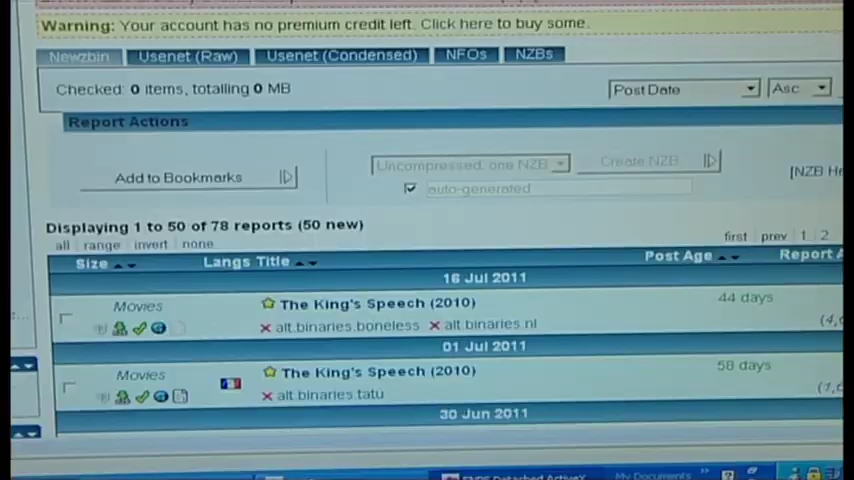 Warning: Your account has no premium credit left. Click here to buy some.
Newzbin Usenet (Raw) Usenet (Condensed) NFOs NZBs
Checked: 0 items, totalling 0 MB Post Date Asc
Report Actions
Add to Bookmarks Uncompressed, one NZB Create NZB [NZB He
auto-generated
Displaying 1 to 50 of 78 reports (50 new)
all range invert none first prev 1 2
Size Langs Title Post Age Report
16 Jul 2011
Movies The King's Speech (2010) 44 days
alt.binaries.boneless alt.binaries.nl
01 Jul 2011
Movies The King's Speech (2010) 58 days
alt.binaries.tatu
30 Jun 2011
Detached ActiveX My Documents